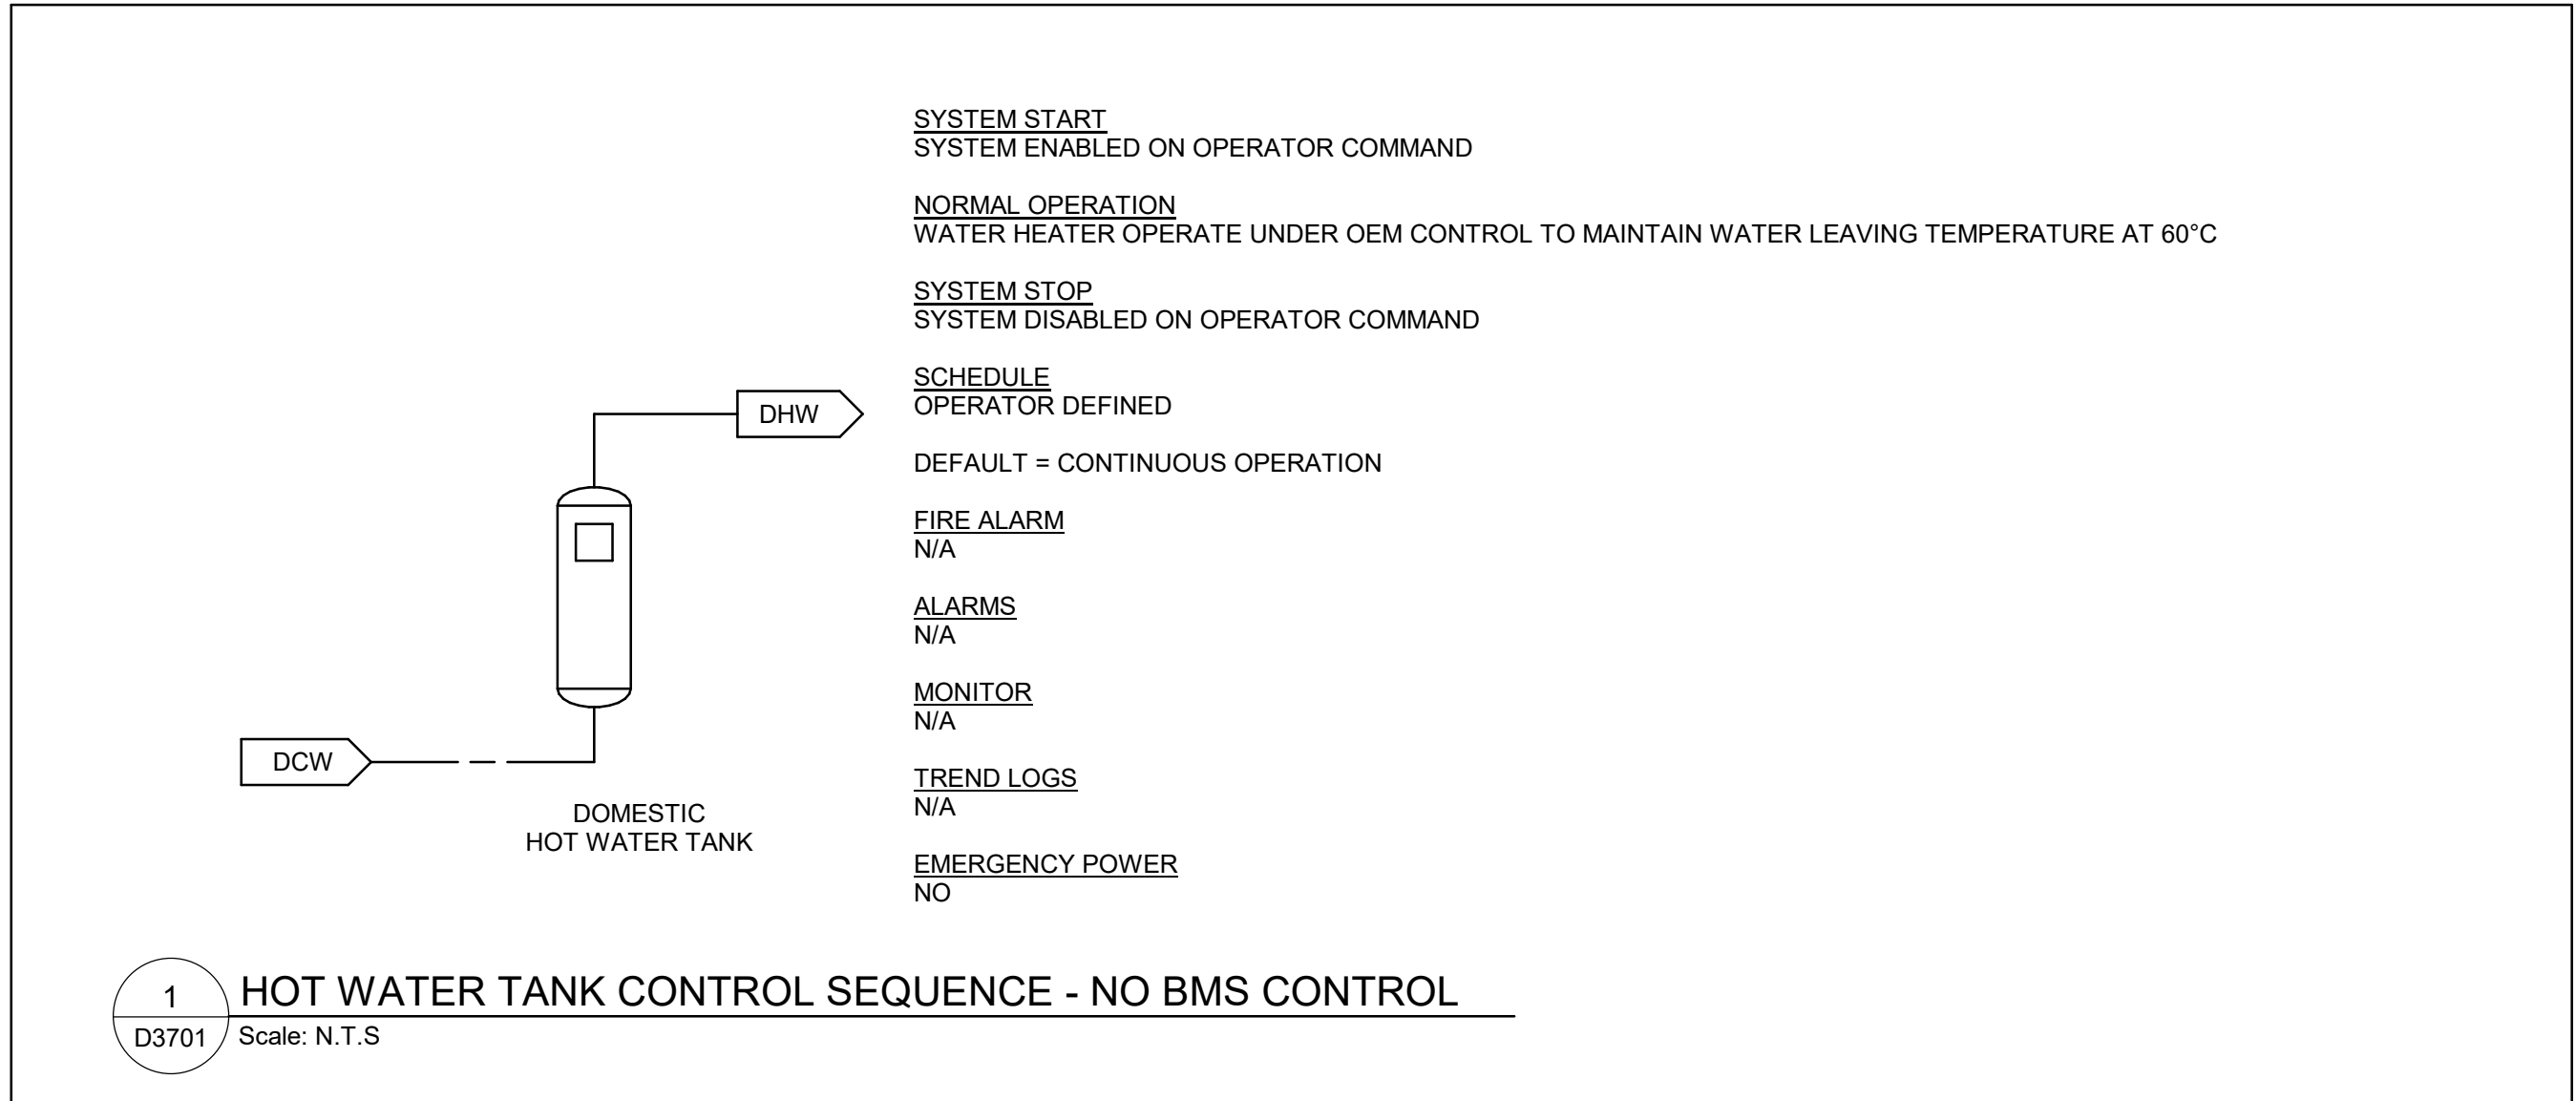 SYSTEM START
SYSTEM ENABLED ON OPERATOR COMMAND
NORMAL OPERATION
WATER HEATER OPERATE UNDER OEM CONTROL TO MAINTAIN WATER LEAVING TEMPERATURE AT 60°C
SYSTEM STOP
SYSTEM DISABLED ON OPERATOR COMMAND
SCHEDULE
OPERATOR DEFINED
DEFAULT = CONTINUOUS OPERATION
FIRE ALARM
N/A
ALARMS
N/A
MONITOR
N/A
TREND LOGS
N/A
EMERGENCY POWER
NO
DHW
DCW
DOMESTIC
HOT WATER TANK
1
D3701
HOT WATER TANK CONTROL SEQUENCE - NO BMS CONTROL
Scale: N.T.S